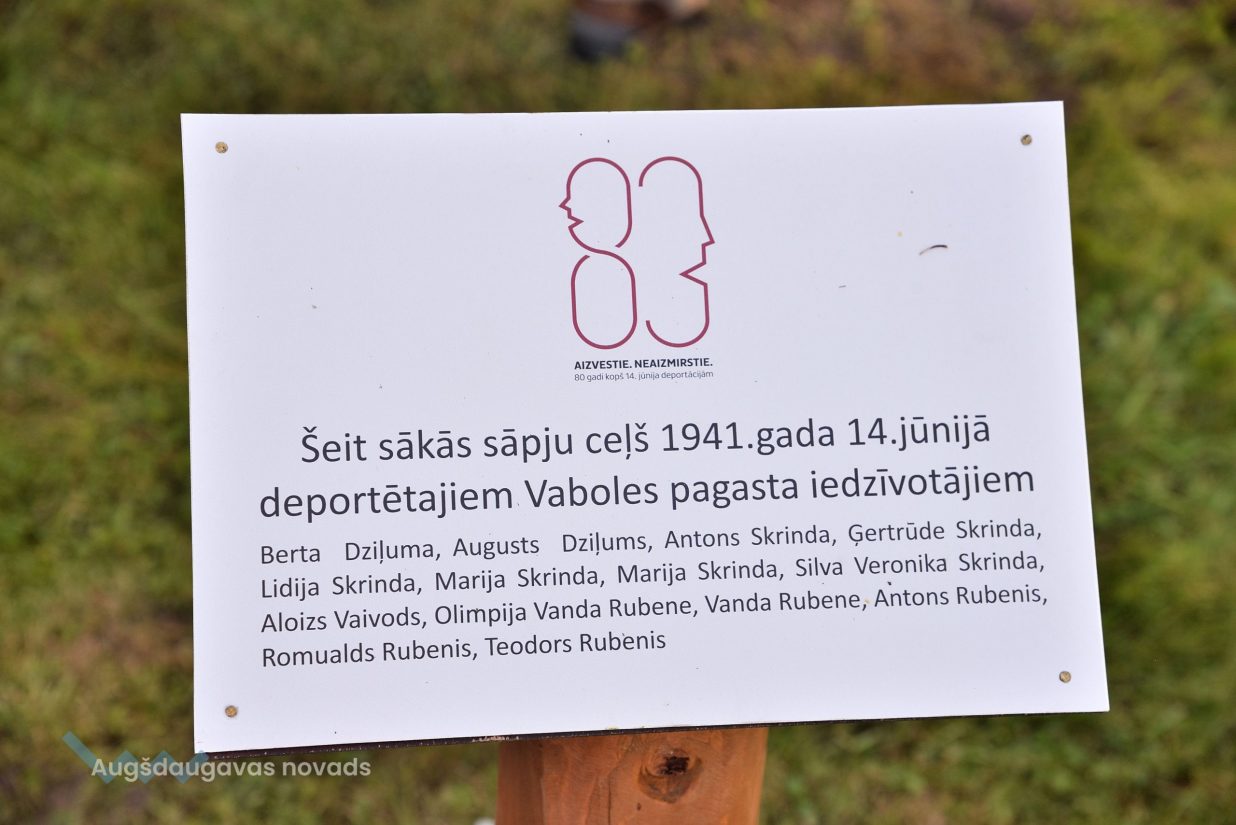 AIZVESTIE. NEAIZMIRSTIE.
80 gadi kopš 14. jūnija deportācijām
Šeit sākās sāpju ceļš 1941.gada 14.jūnijā
deportētajiem Vaboles pagasta iedzīvotājiem
Berta Dziļuma, Augusts Dziļums, Antons Skrinda, Ģertrūde Skrinda,
Lidija Skrinda, Marija Skrinda, Marija Skrinda, Silva Veronika Skrinda,
Aloizs Vaivods, Olimpija Vanda Rubene, Vanda Rubene, Antons Rubenis,
Romualds Rubenis, Teodors Rubenis
Augšdaugavas novads